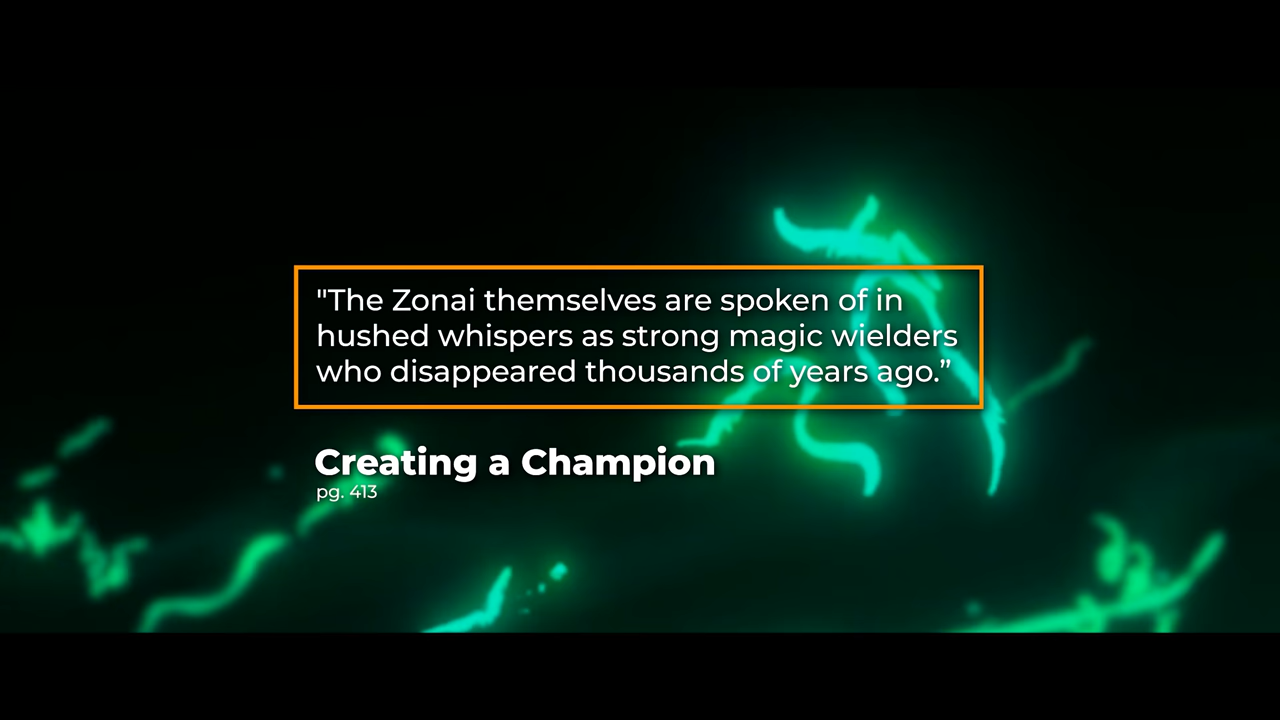 "The Zonai themselves are spoken of in
hushed whispers as strong magic wielders
who disappeared thousands of years ago.”
Creating a Champion
pg. 413